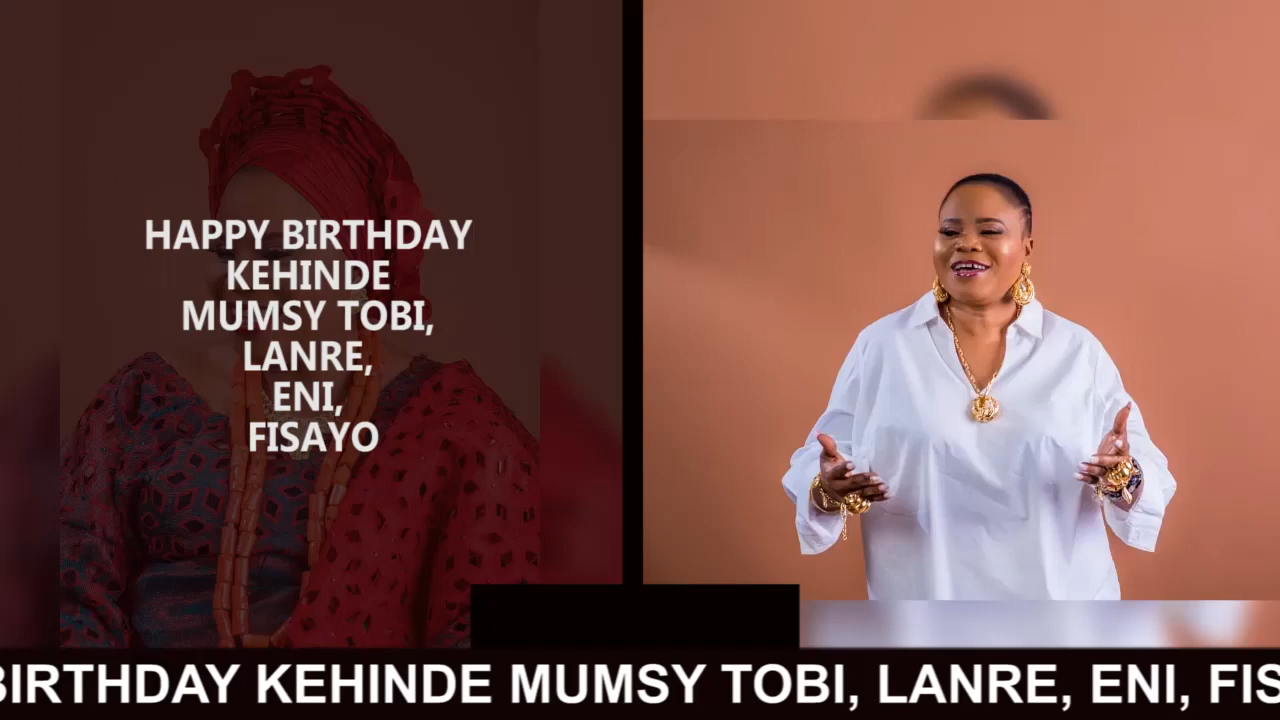 HAPPY BIRTHDAY
KEHINDE
MUMSY TOBI,
LANRE,
ENI,
FISAYO
BIRTHDAY KEHINDE MUMSY TOBI, LANRE, ENI, FIS